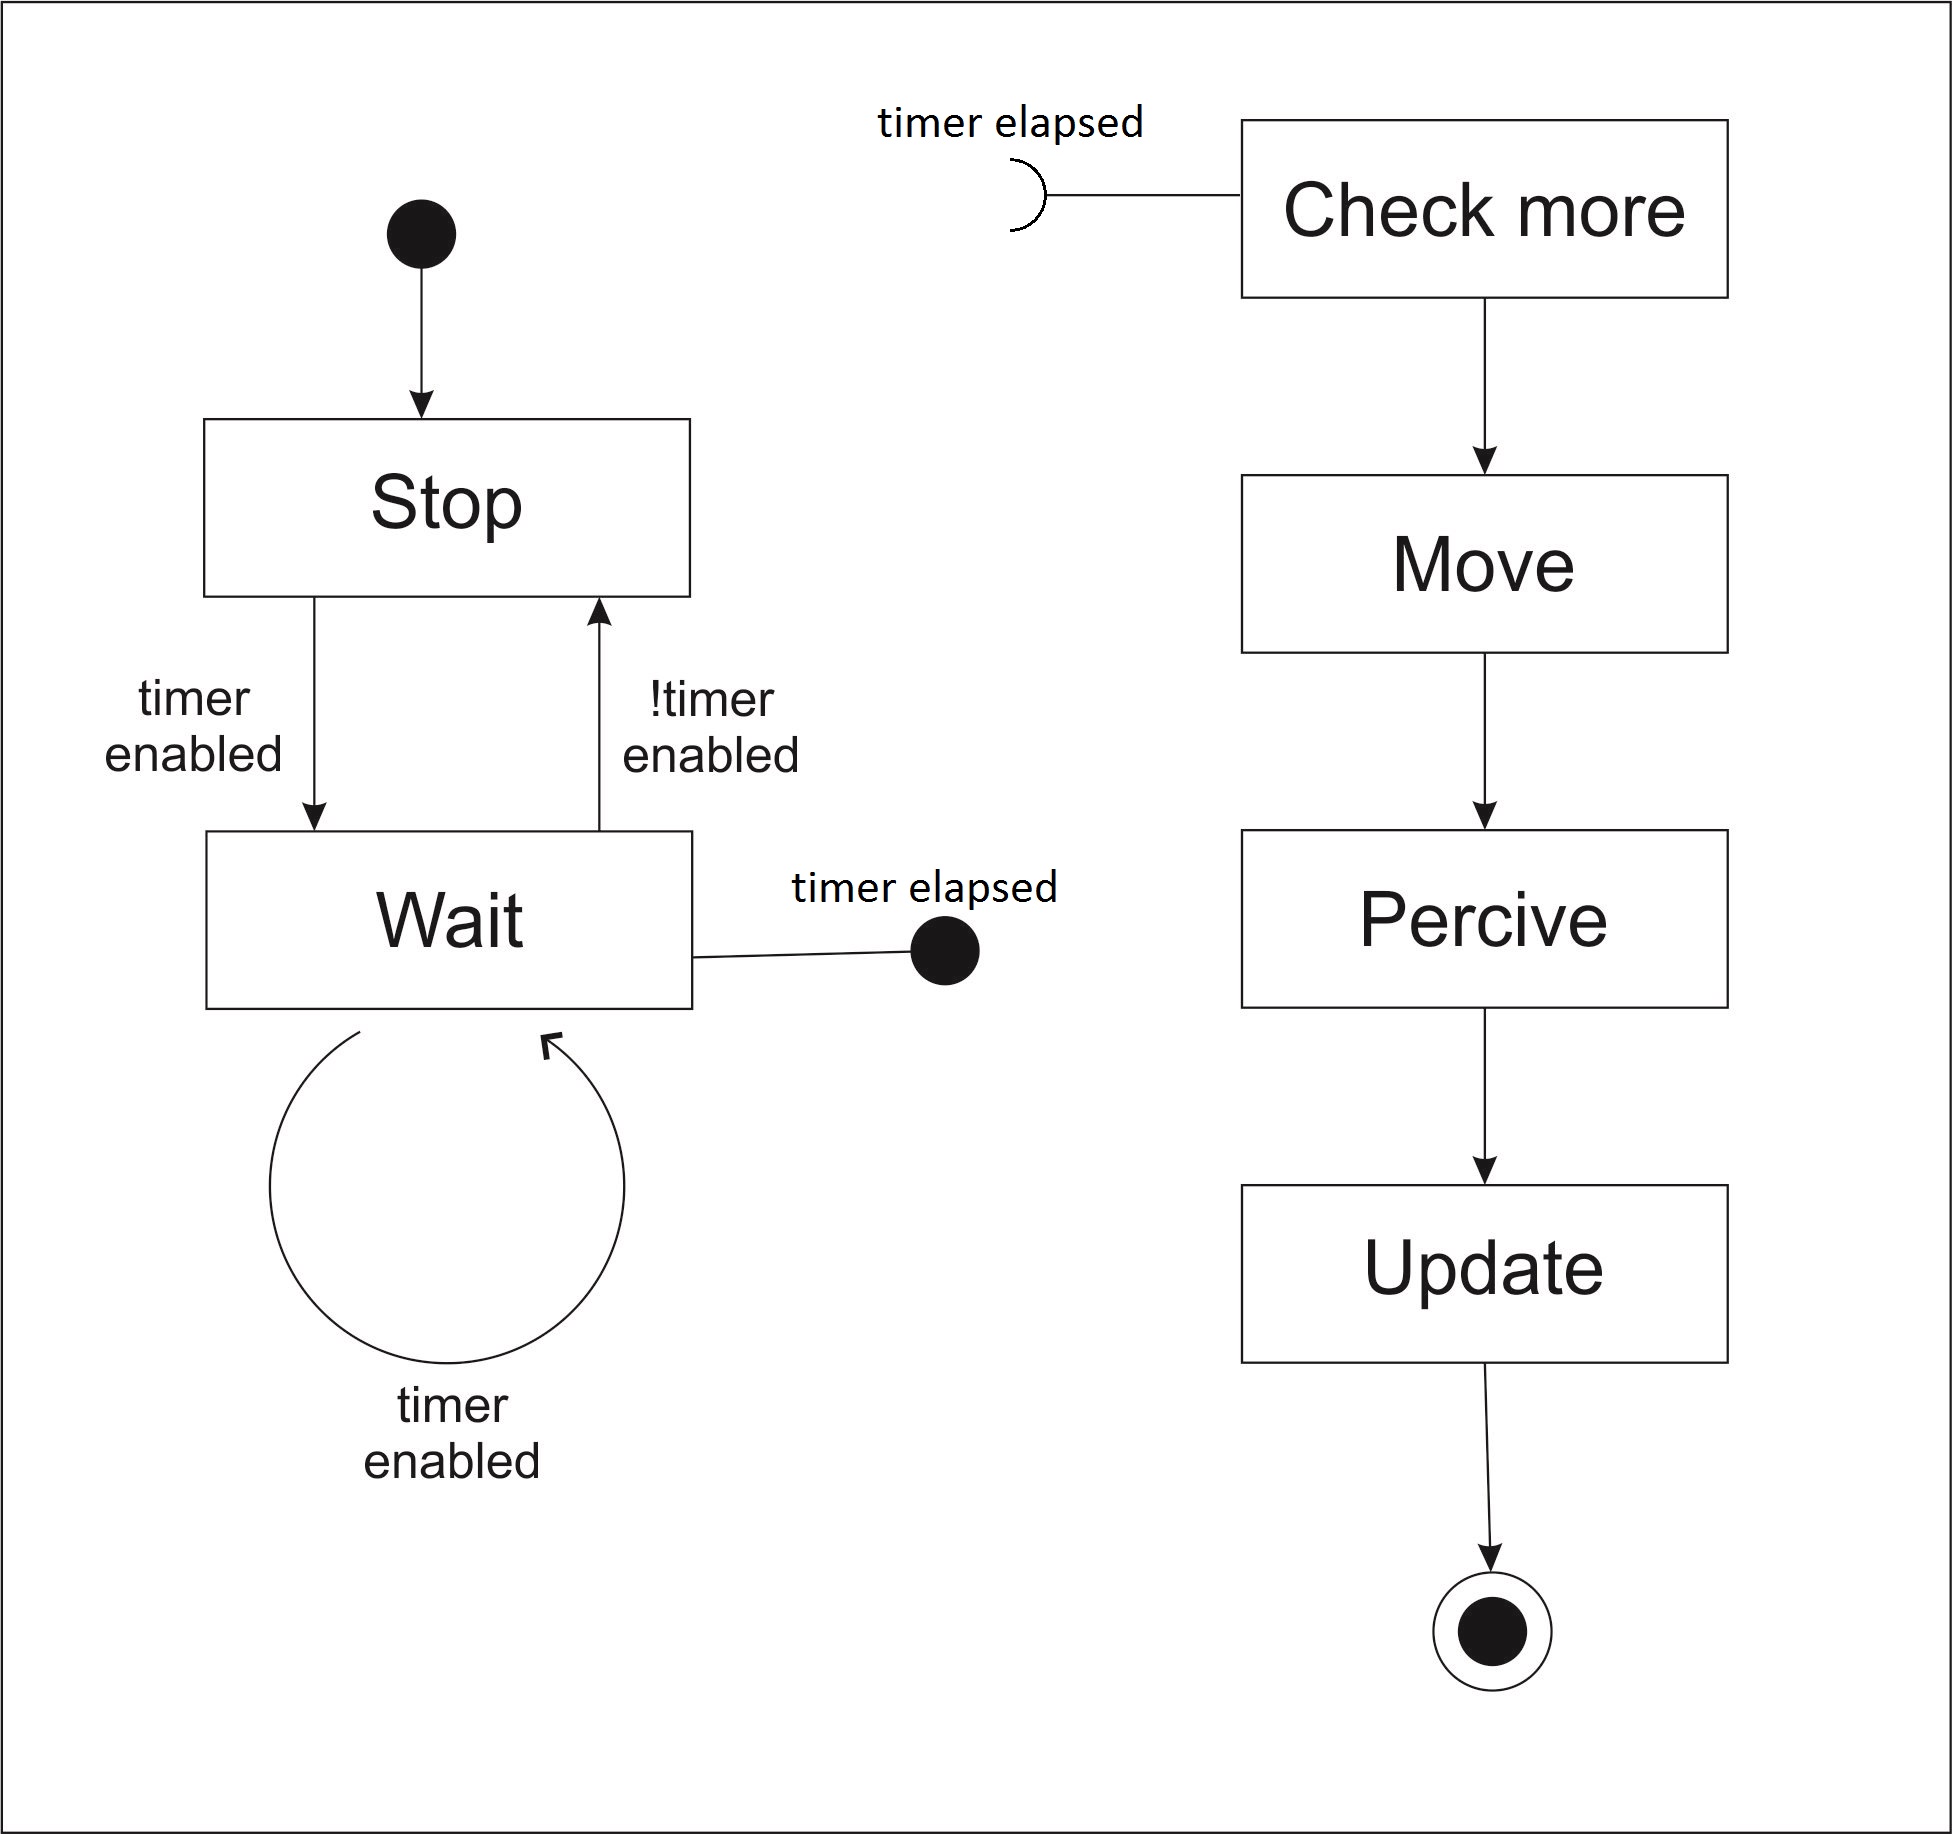 timer elapsed
Check more
Stop
Move
timer
enabled
!timer
enabled
Wait
timer elapsed
Percive
Update
timer
enabled